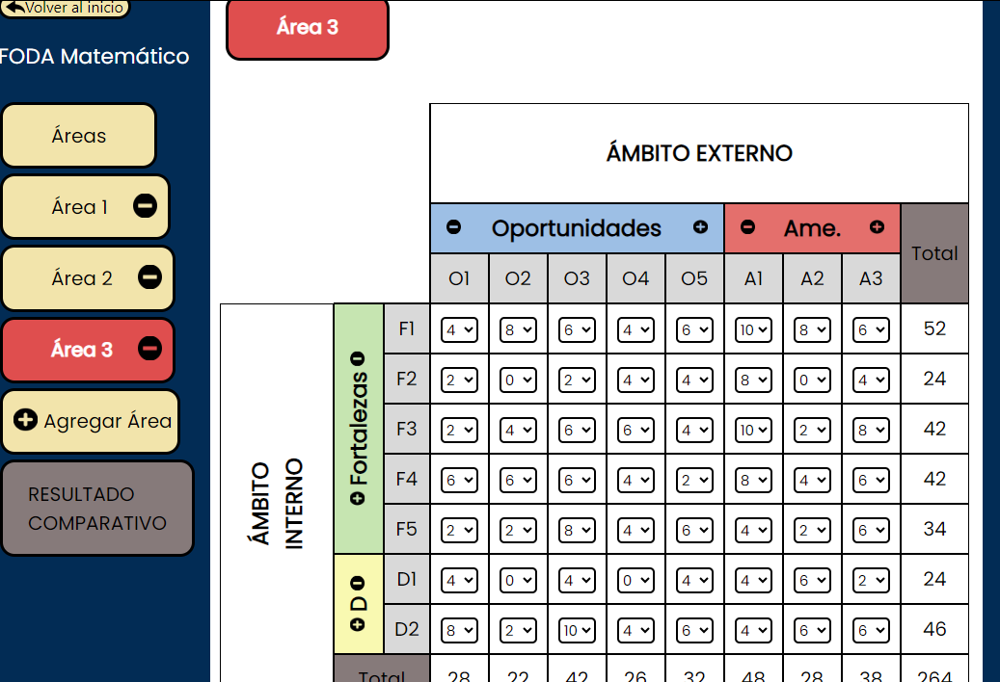 Volver al inicio
FODA Matemático
Áreas
Área 1
Área 2
Área 3
Agregar Área
RESULTADO
COMPARATIVO
Área 3
ÁMBITO EXTERNO
Oportunidades Ame. Total
O1 O2 O3 O4 O5 A1 A2 A3
ÁMBITO
INTERNO
Fortalezas
F1 4 8 6 4 6 10 8 6 52
F2 2 0 2 4 4 8 0 4 24
F3 2 4 6 6 4 10 2 8 42
F4 6 6 6 4 2 8 4 6 42
F5 2 2 8 4 6 4 2 6 34
D
D1 4 0 4 0 4 4 6 2 24
D2 8 2 10 4 6 4 6 6 46
Total 28 22 42 26 32 48 28 38 264